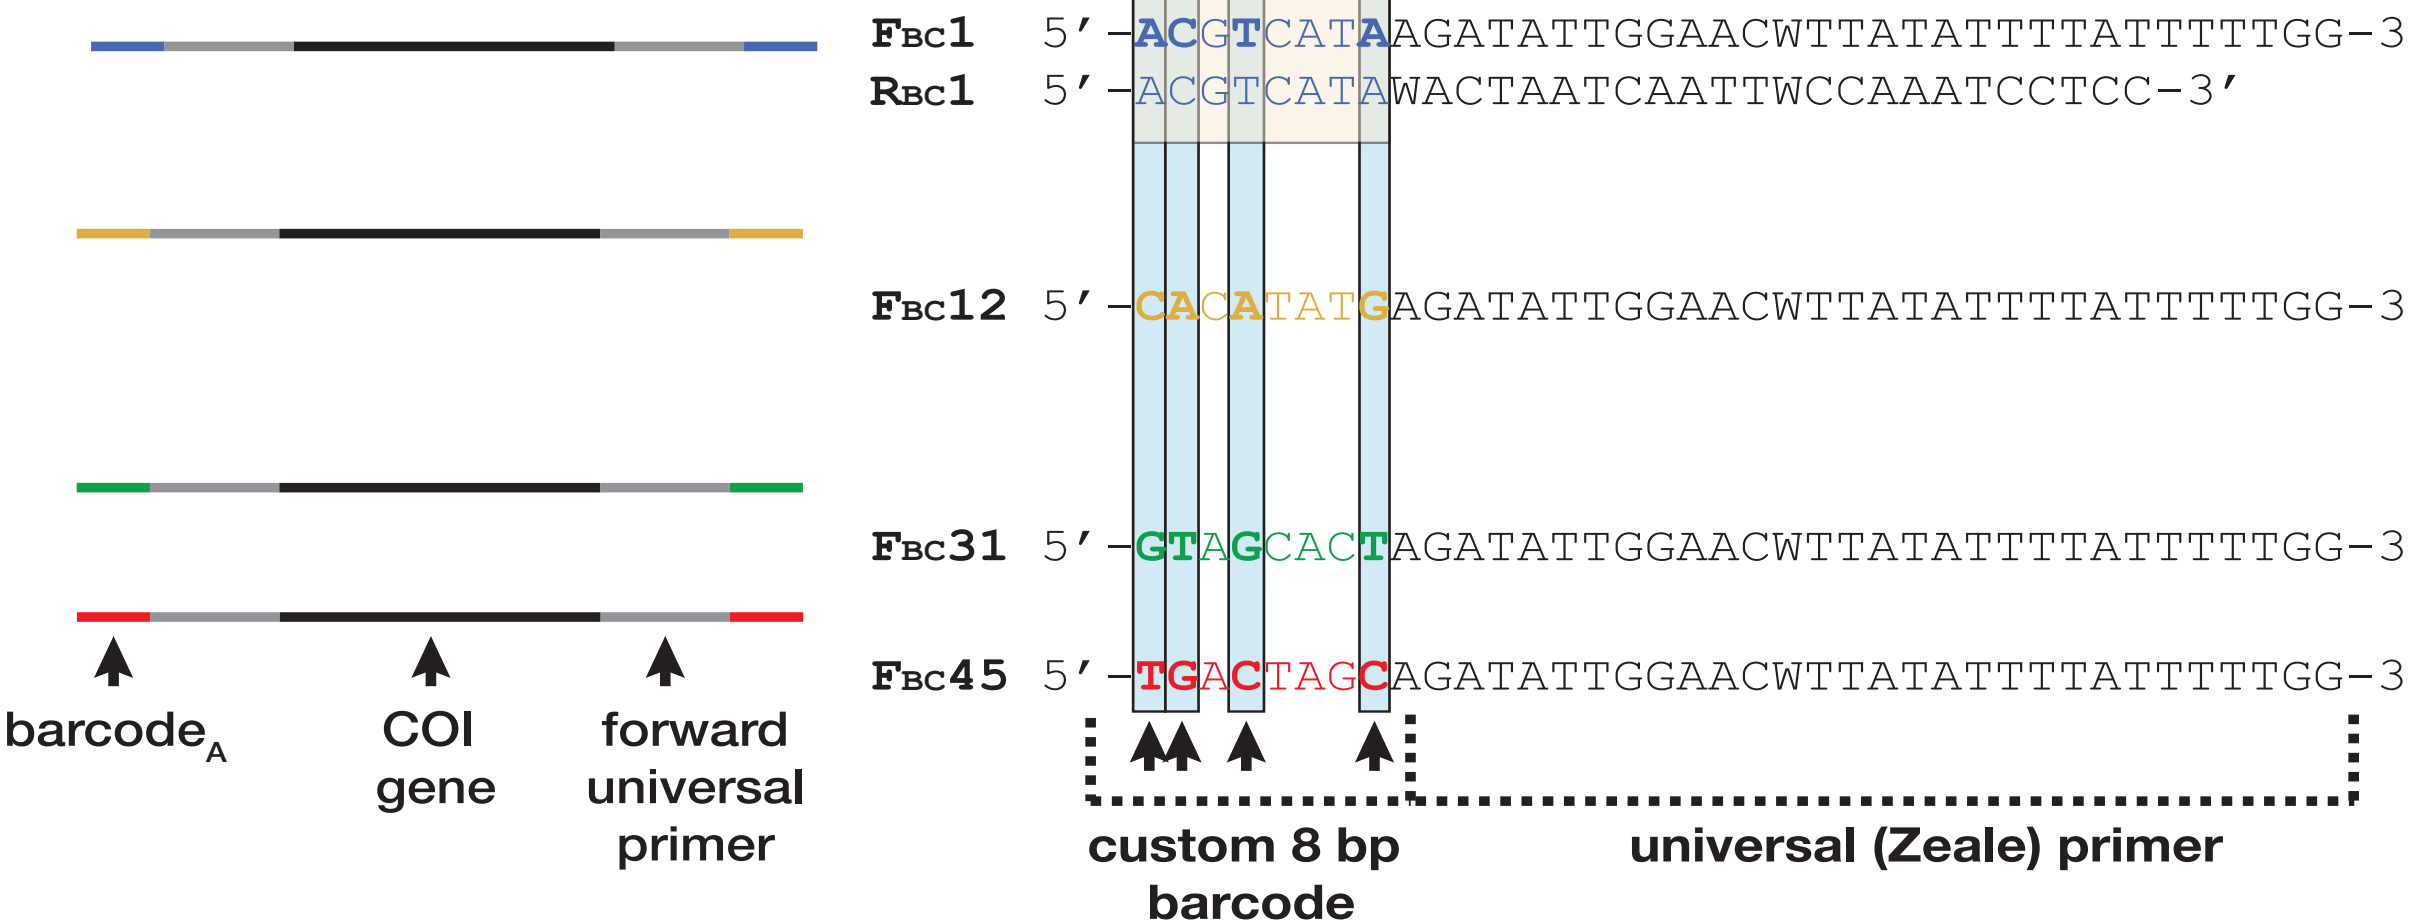 FBC1 5′–ACGTCATAAGATATTGGAACWTTATATTTTATTTTTGG–3
RBC1 5′–ACGTCATAWACTAATCAATTWCCAAATCCTCC–3′
FBC12 5′–CACATATGAGATATTGGAACWTTATATTTTATTTTTGG–3
FBC31 5′–GTAGCACTAGATATTGGAACWTTATATTTTATTTTTGG–3
FBC45 5′–TGACTAGCAGATATTGGAACWTTATATTTTATTTTTGG–3
barcodeA
COI
gene
forward
universal
primer
custom 8 bp
barcode
universal (Zeale) primer